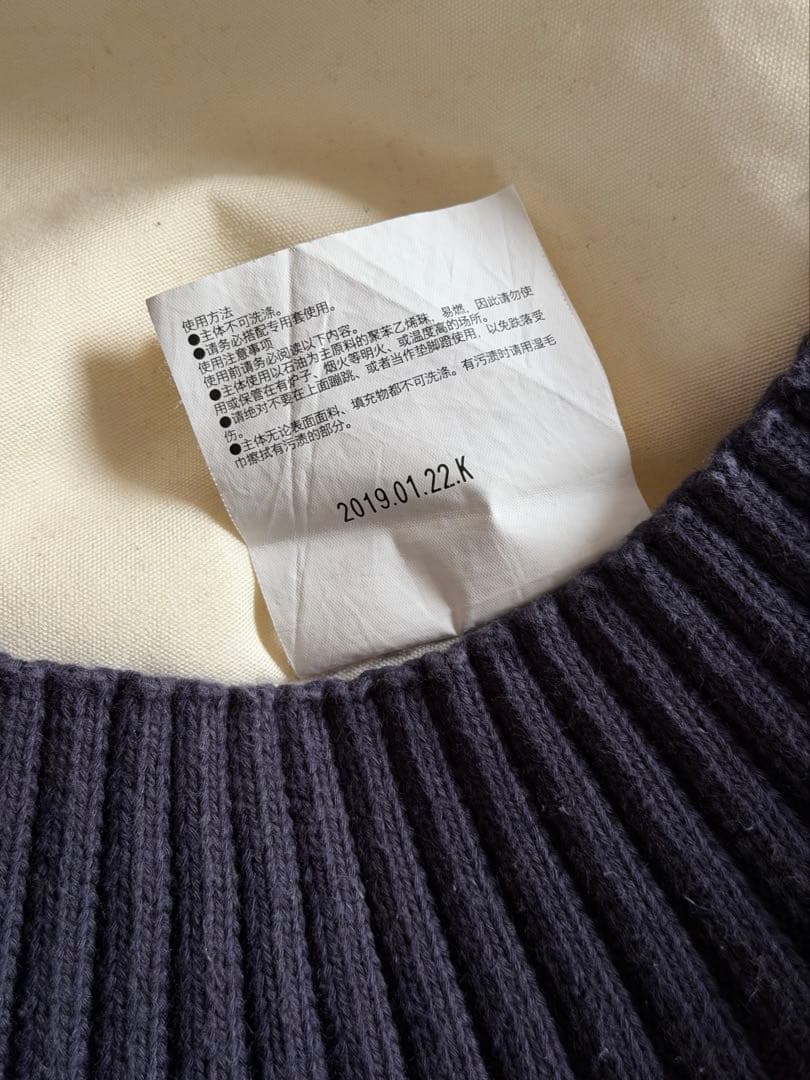 使用方法
●主体不可洗涤。
●请务必搭配专用套使用。
使用注意事项
使用前请务必阅读以下内容。
●主体使用以石油为主原料的聚苯乙烯珠，易燃，因此请勿使
用或保管在有炉子、烟火等明火、或温度高的场所。
●请绝对不要在上面蹦跳、或者当作垫脚蹬使用，以免跌落受
伤。
●主体无论表面面料、填充物都不可洗涤。有污渍时请用湿毛
巾擦拭有污渍的部分。
2019.01.22.K